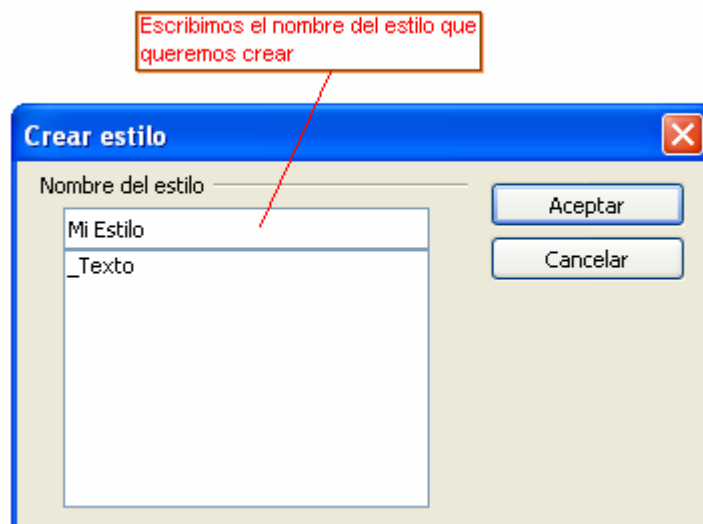 Escribimos el nombre del estilo que
queremos crear
Crear estilo
Nombre del estilo
Aceptar
Mi Estilo
Cancelar
_Texto